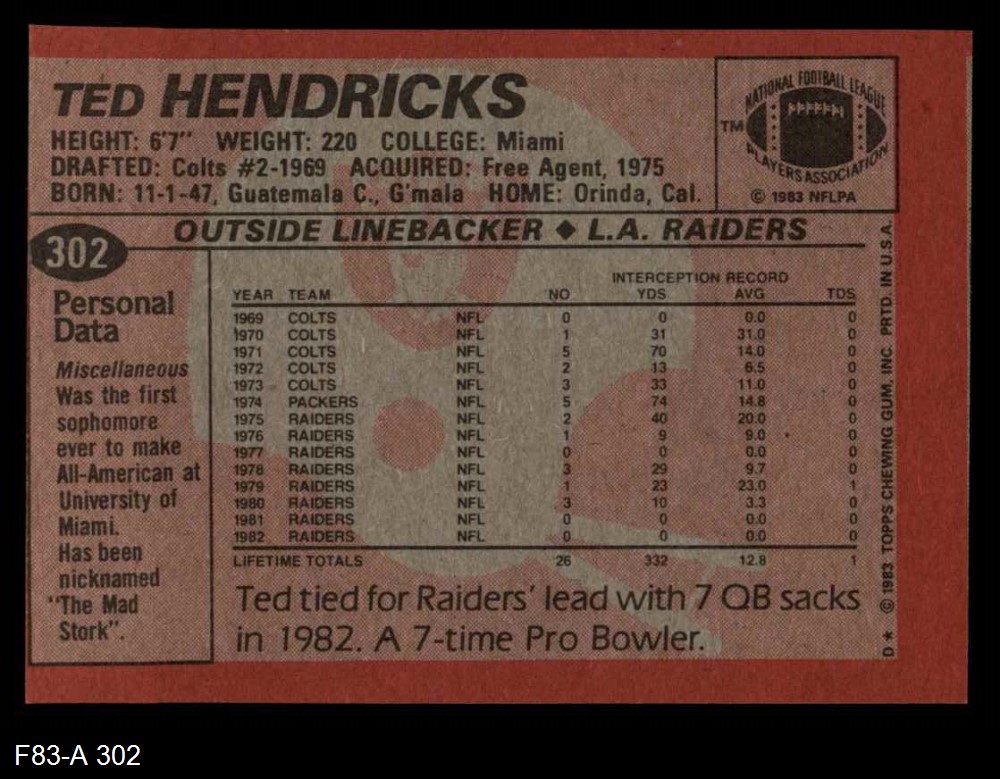 TED HENDRICKS
HEIGHT: 6'7" WEIGHT: 220 COLLEGE: Miami
DRAFTED: Colts #2-1969 ACQUIRED: Free Agent, 1975
BORN: 11-1-47, Guatemala C., G'mala HOME: Orinda, Cal.
NATIONAL FOOTBALL LEAGUE
TM
NFLPA
PLAYERS ASSOCIATION
© 1983 NFLPA
302
OUTSIDE LINEBACKER ♦ L.A. RAIDERS
Personal
Data
Miscellaneous
Was the first
sophomore
ever to make
All-American at
University of
Miami.
Has been
nicknamed
"The Mad
Stork".
INTERCEPTION RECORD
YEAR TEAM NO YDS AVG TDS
1969 COLTS NFL 0 0 0.0 0
1970 COLTS NFL 1 31 31.0 0
1971 COLTS NFL 5 70 14.0 0
1972 COLTS NFL 2 13 6.5 0
1973 COLTS NFL 3 33 11.0 0
1974 PACKERS NFL 5 74 14.8 0
1975 RAIDERS NFL 2 40 20.0 0
1976 RAIDERS NFL 1 9 9.0 0
1977 RAIDERS NFL 0 0 0.0 0
1978 RAIDERS NFL 3 29 9.7 0
1979 RAIDERS NFL 1 23 23.0 1
1980 RAIDERS NFL 3 10 3.3 0
1981 RAIDERS NFL 0 0 0.0 0
1982 RAIDERS NFL 0 0 0.0 0
LIFETIME TOTALS 26 332 12.8 1
Ted tied for Raiders' lead with 7 QB sacks
in 1982. A 7-time Pro Bowler.
D★ © 1983 TOPPS CHEWING GUM, INC. PRTD. IN U.S.A.
F83-A 302